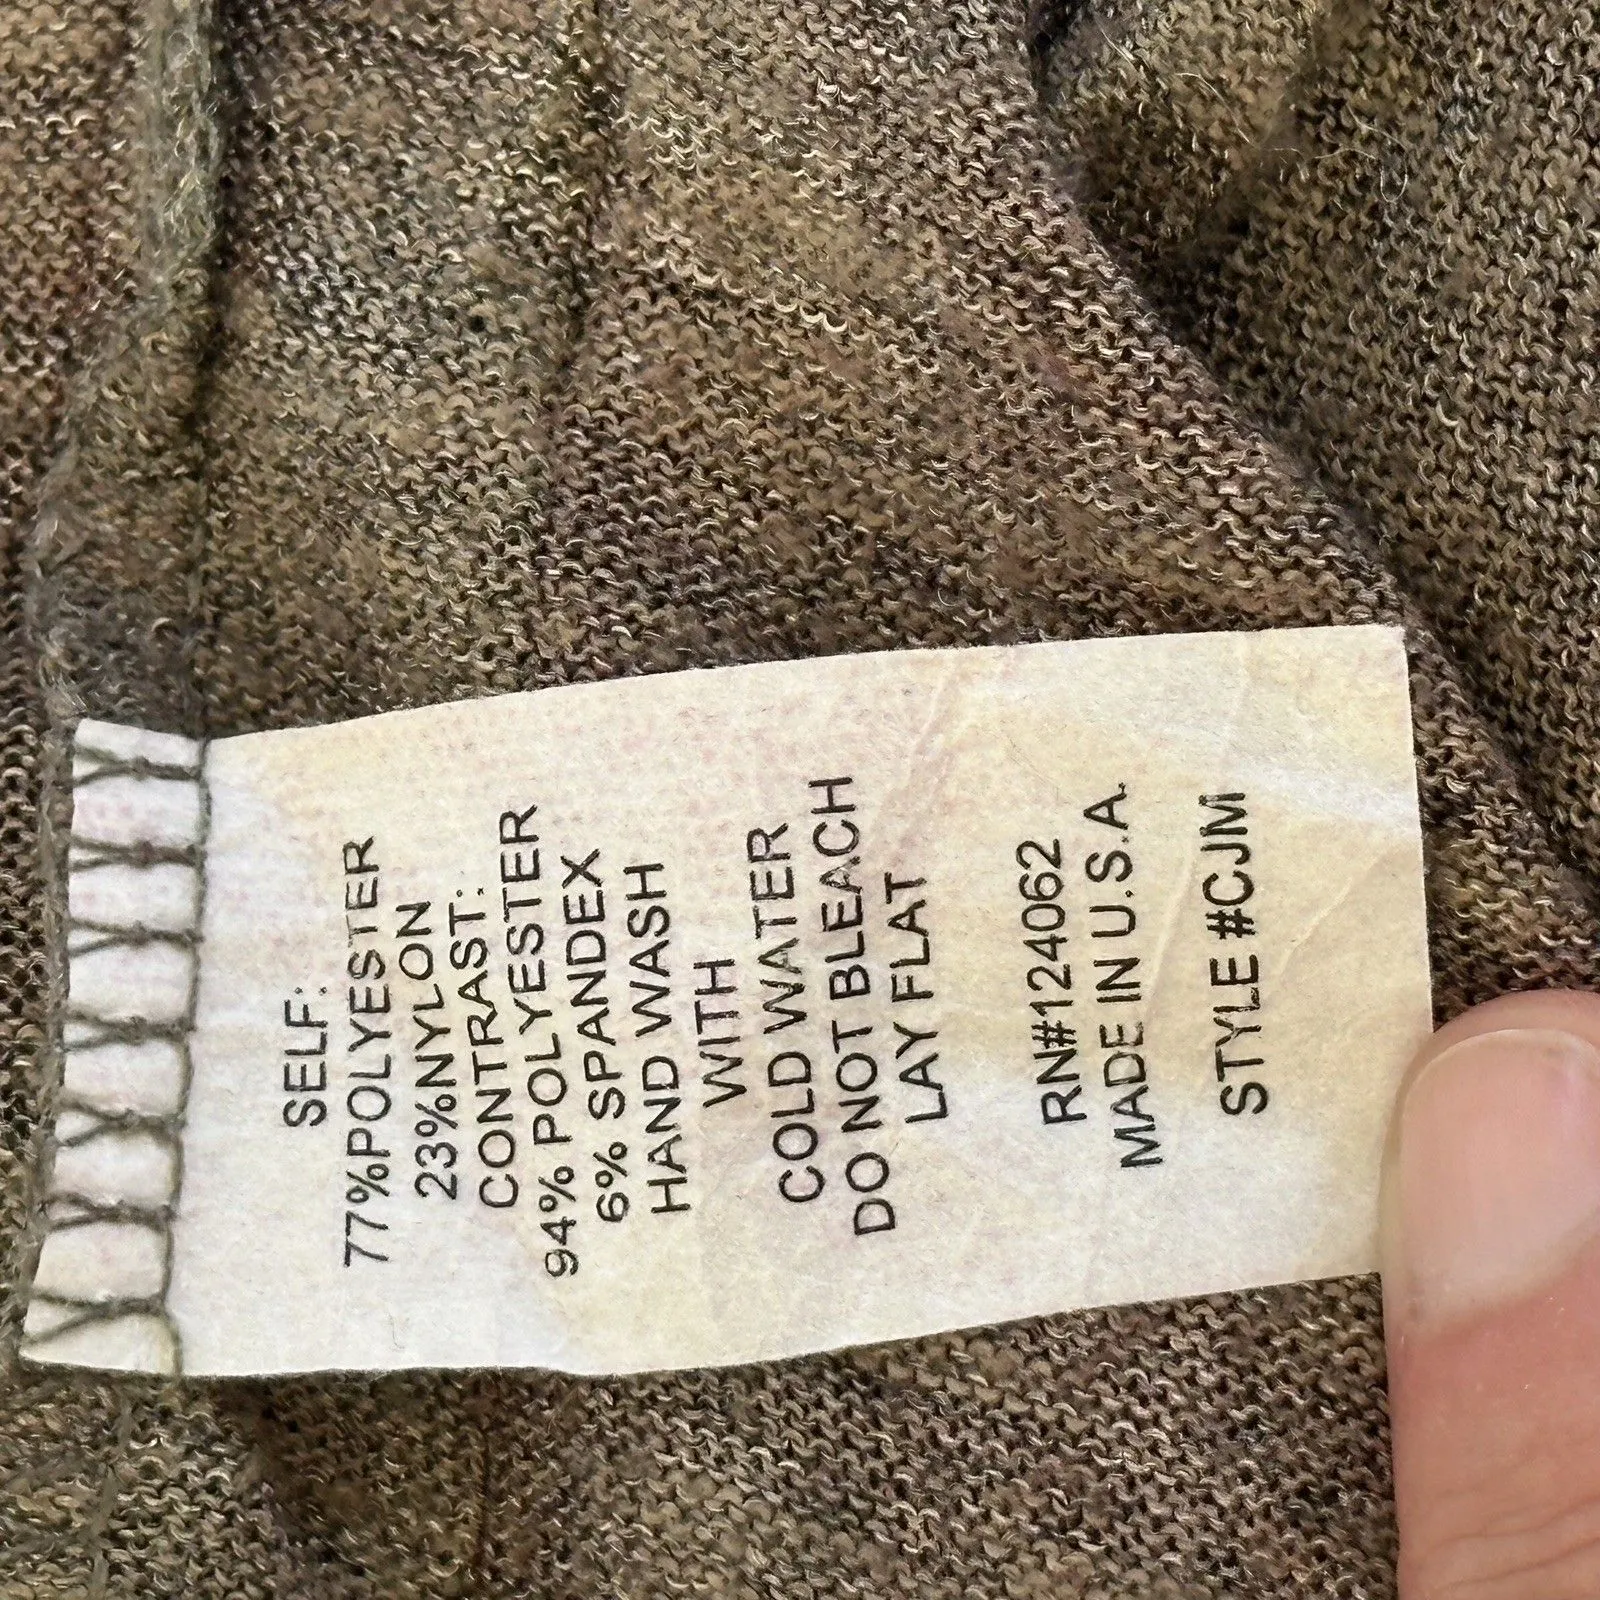 SELF:
77%POLYESTER
23%NYLON
CONTRAST:
94% POLYESTER
6% SPANDEX
HAND WASH
WITH
COLD WATER
DO NOT BLEACH
LAY FLAT
RN#124062
MADE IN U.S.A.
STYLE #CJM